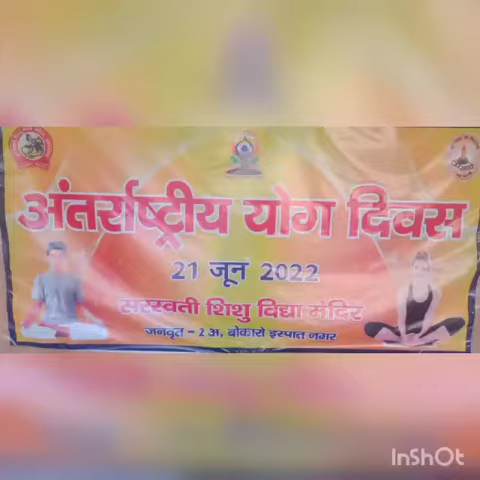 अंतर्राष्ट्रीय योग दिवस
21 जून 2022
सरस्वती शिशु विद्या मंदिर
जनवृत - 2 अ, बोकारो इस्पात नगर
InShOt